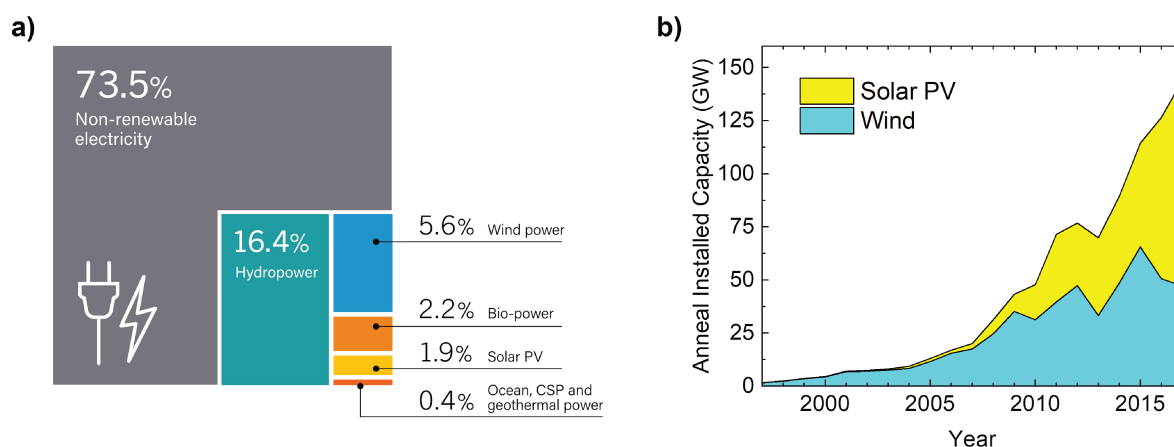 a)
73.5%
Non-renewable
electricity
16.4%
Hydropower
5.6% Wind power
2.2% Bio-power
1.9% Solar PV
0.4% Ocean, CSP and
geothermal power
b)
Anneal Installed Capacity (GW)
150
125
100
75
50
25
0
Solar PV
Wind
2000 2005 2010 2015
Year